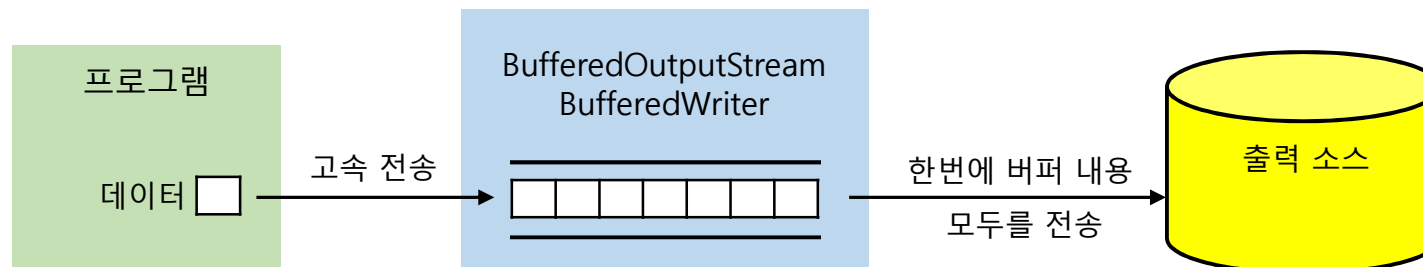 프로그램
데이터
고속 전송
BufferedOutputStream
BufferedWriter
한번에 버퍼 내용
모두를 전송
출력 소스